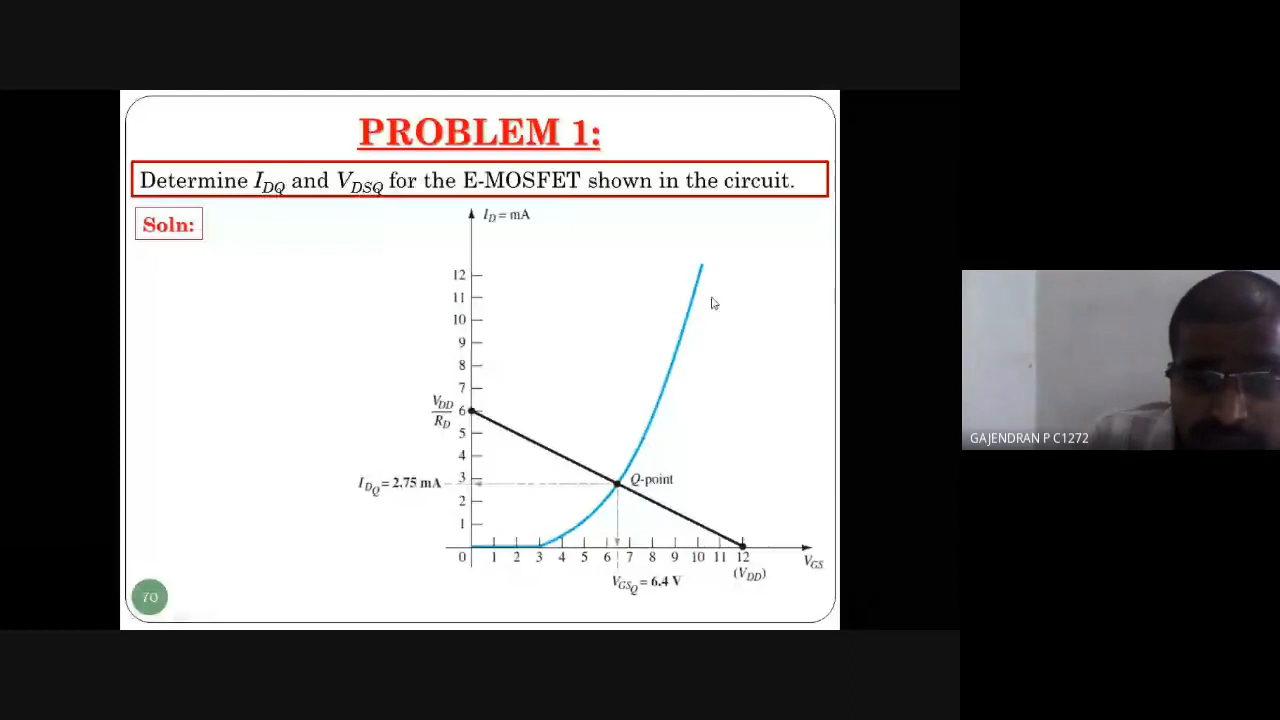 PROBLEM 1:
Determine I_DQ and V_DSQ for the E-MOSFET shown in the circuit.
Soln:
I_D = mA
12
11
10
9
8
7
V_DD
R_D
6
5
4
3
2
1
I_DQ = 2.75 mA
Q-point
0 1 2 3 4 5 6 7 8 9 10 11 12
V_GS
(V_DD)
V_GSQ = 6.4 V
70
GAJENDRAN P C1272